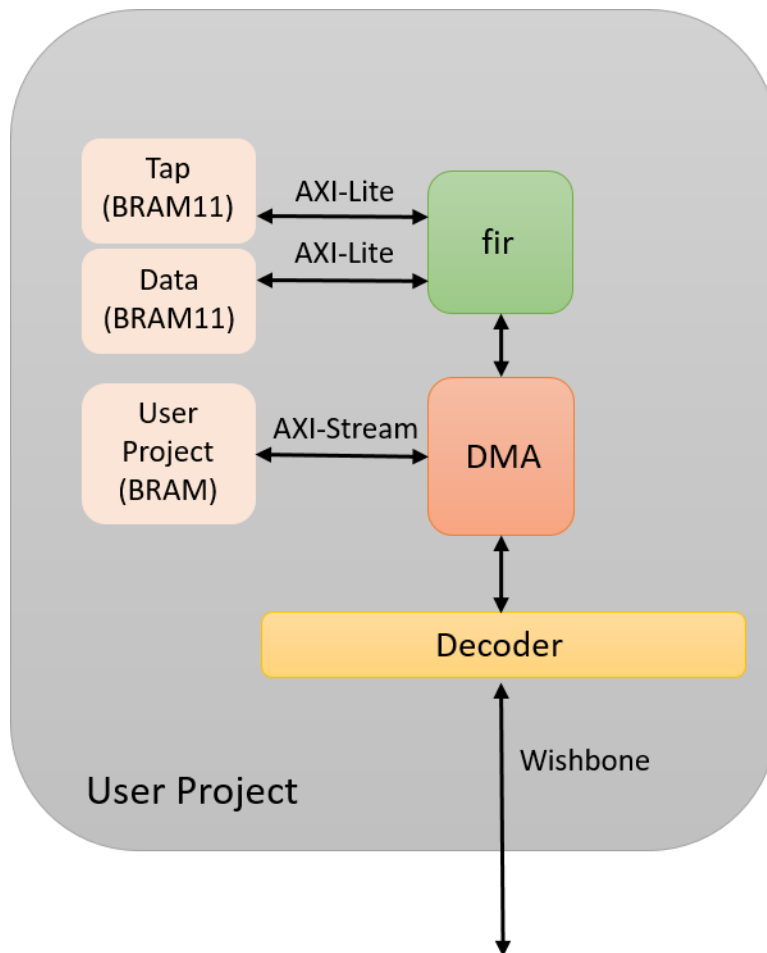 Tap
(BRAM11)
AXI-Lite
fir
AXI-Lite
Data
(BRAM11)
User
Project
(BRAM)
AXI-Stream
DMA
Decoder
Wishbone
User Project